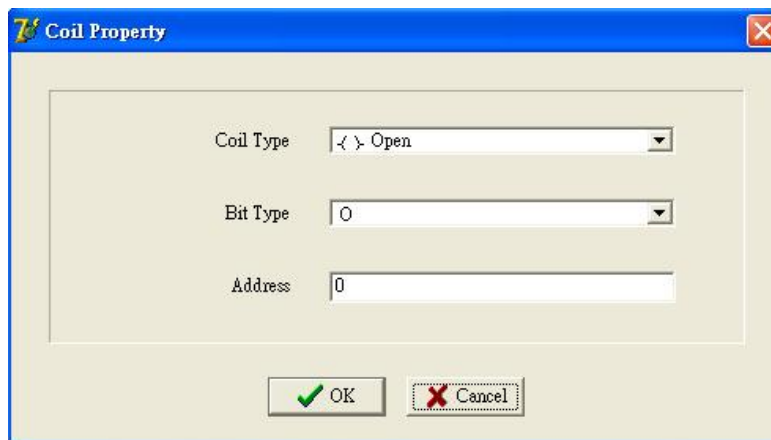 Coil Property
Coil Type -( )- Open
Bit Type O
Address 0
OK Cancel